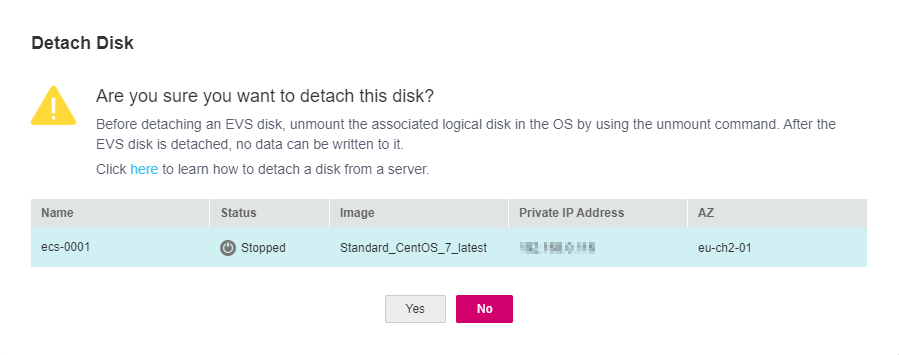 Detach Disk
Are you sure you want to detach this disk?
Before detaching an EVS disk, unmount the associated logical disk in the OS by using the unmount command. After the
EVS disk is detached, no data can be written to it.
Click here to learn how to detach a disk from a server.
Name Status Image Private IP Address AZ
ecs-0001 Stopped Standard_CentOS_7_latest eu-ch2-01
Yes No